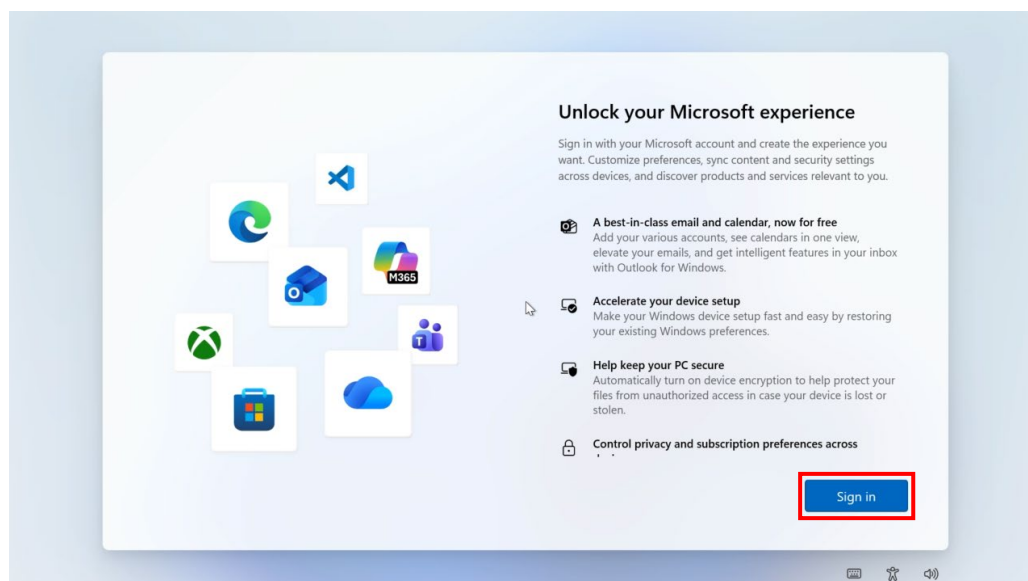 Unlock your Microsoft experience
Sign in with your Microsoft account and create the experience you
want. Customize preferences, sync content and security settings
across devices, and discover products and services relevant to you.
A best-in-class email and calendar, now for free
Add your various accounts, see calendars in one view,
elevate your emails, and get intelligent features in your inbox
with Outlook for Windows.
M365
Accelerate your device setup
Make your Windows device setup fast and easy by restoring
your existing Windows preferences.
Help keep your PC secure
Automatically turn on device encryption to help protect your
files from unauthorized access in case your device is lost or
stolen.
Control privacy and subscription preferences across
Sign in